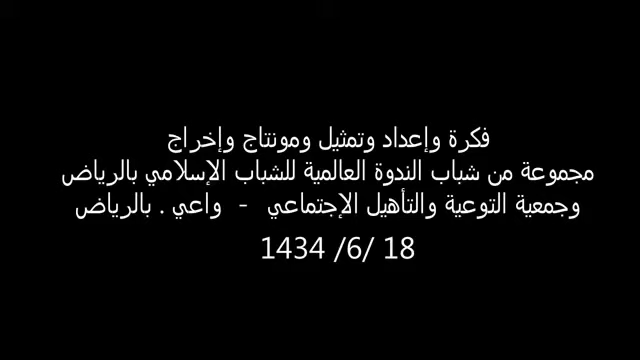 فكرة وإعداد وتمثيل ومونتاج وإخراج
مجموعة من شباب الندوة العالمية للشباب الإسلامي بالرياض
وجمعية التوعية والتأهيل الإجتماعي - واعي . بالرياض
18 /6/ 1434